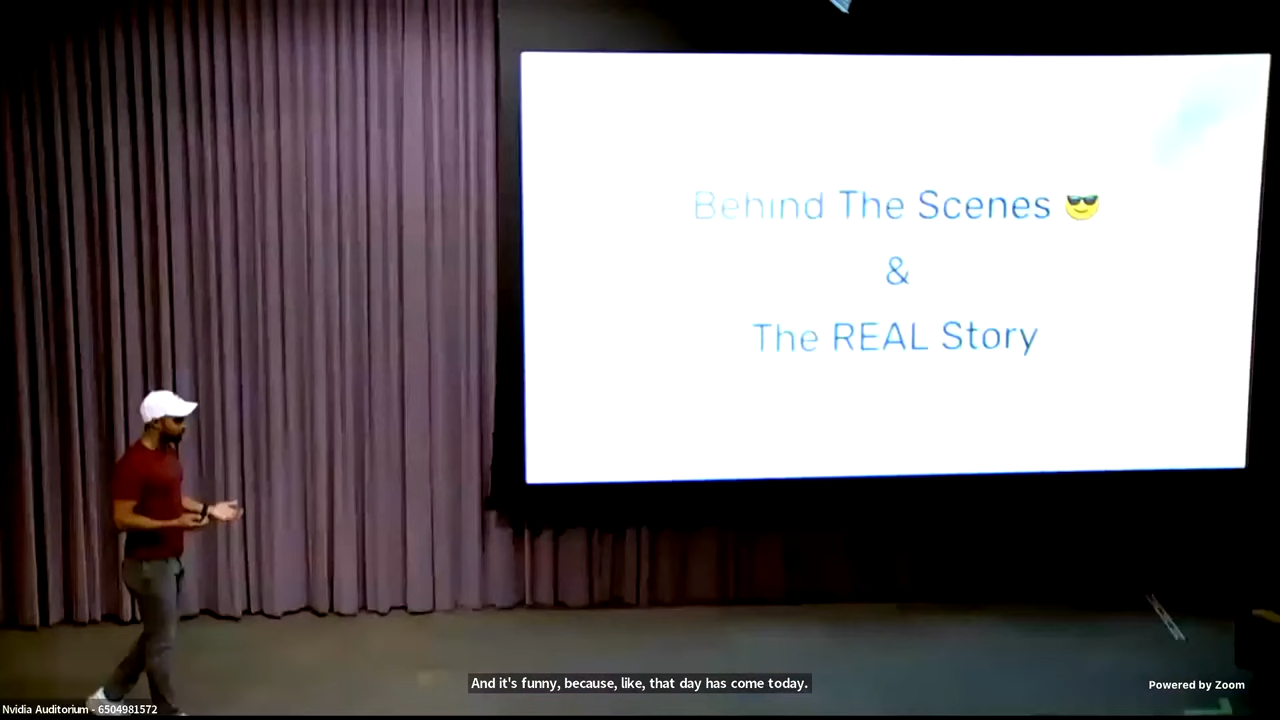 Behind The Scenes 😎
&
The REAL Story
And it's funny, because, like, that day has come today.
Powered by Zoom
Nvidia Auditorium - 6504981572